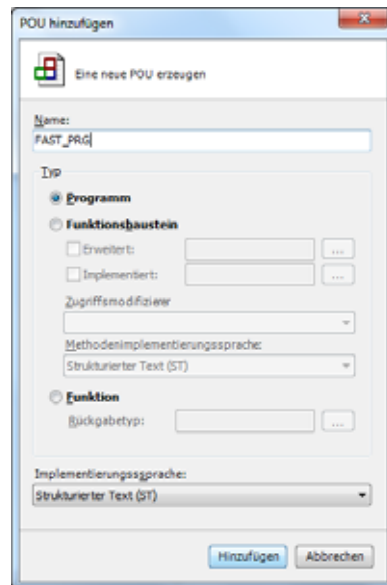 POU hinzufügen
Eine neue POU erzeugen
Name:
FAST_PRG
Typ
Programm
Funktionsbaustein
Erweitert:
...
Implementiert:
...
Zugriffsmodifizierer
Methodenimplementierungssprache:
Strukturierter Text (ST)
Funktion
Rückgabetyp:
...
Implementierungssprache:
Strukturierter Text (ST)
Hinzufügen Abbrechen